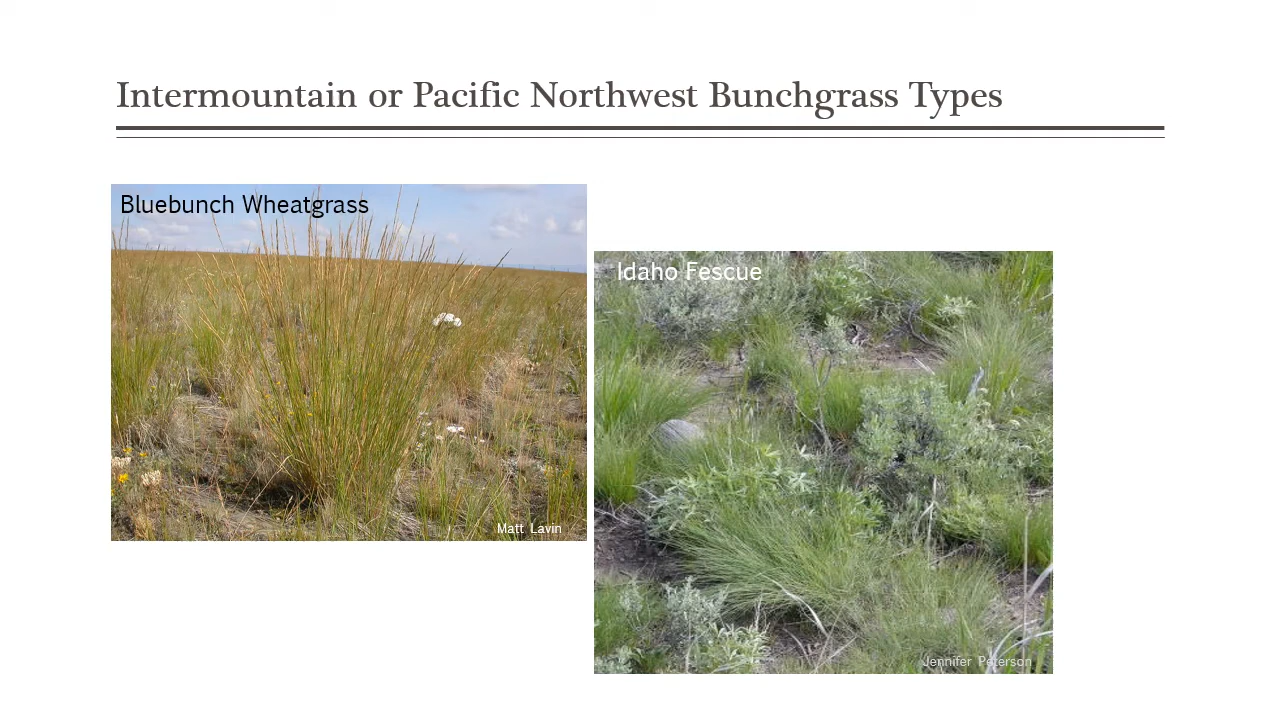 Intermountain or Pacific Northwest Bunchgrass Types
Bluebunch Wheatgrass
Idaho Fescue
Matt Lavin
Jennifer Peterson